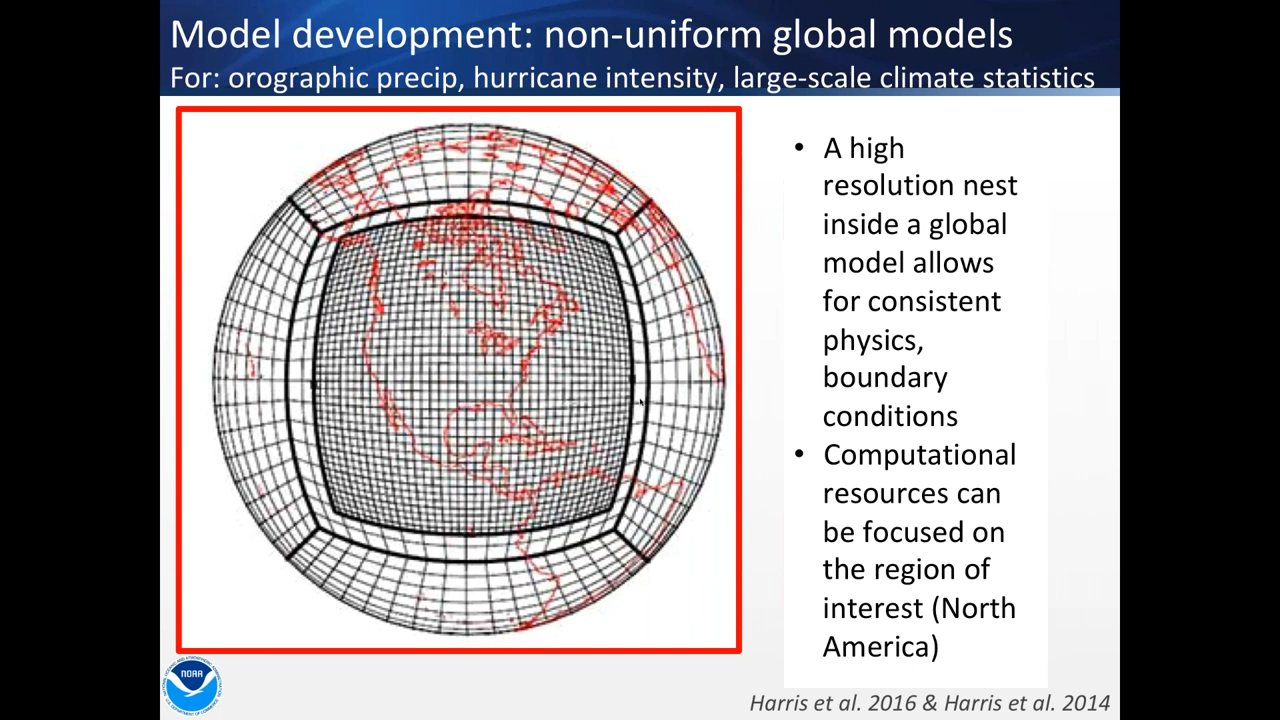 Model development: non-uniform global models
For: orographic precip, hurricane intensity, large-scale climate statistics
• A high
resolution nest
inside a global
model allows
for consistent
physics,
boundary
conditions
• Computational
resources can
be focused on
the region of
interest (North
America)
NOAA
Harris et al. 2016 & Harris et al. 2014